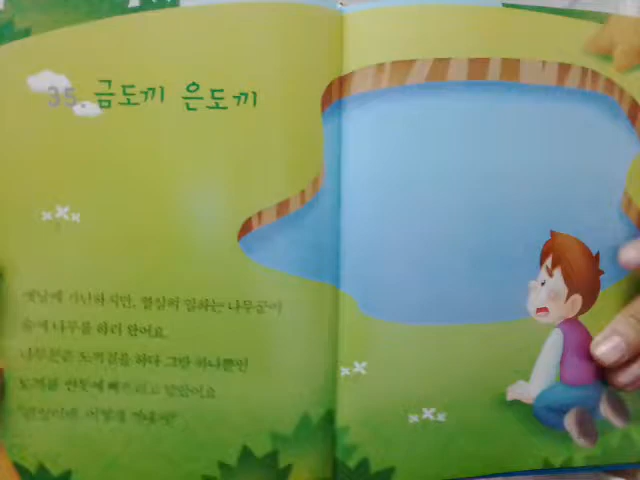 35. 금도끼 은도끼
옛날에 가난하지만, 열심히 일하는 나무꾼이
숲에 나무를 하러 왔어요.
나무꾼은 도끼질을 하다 그만 하나뿐인
도끼를 연못에 빠뜨리고 말았어요.